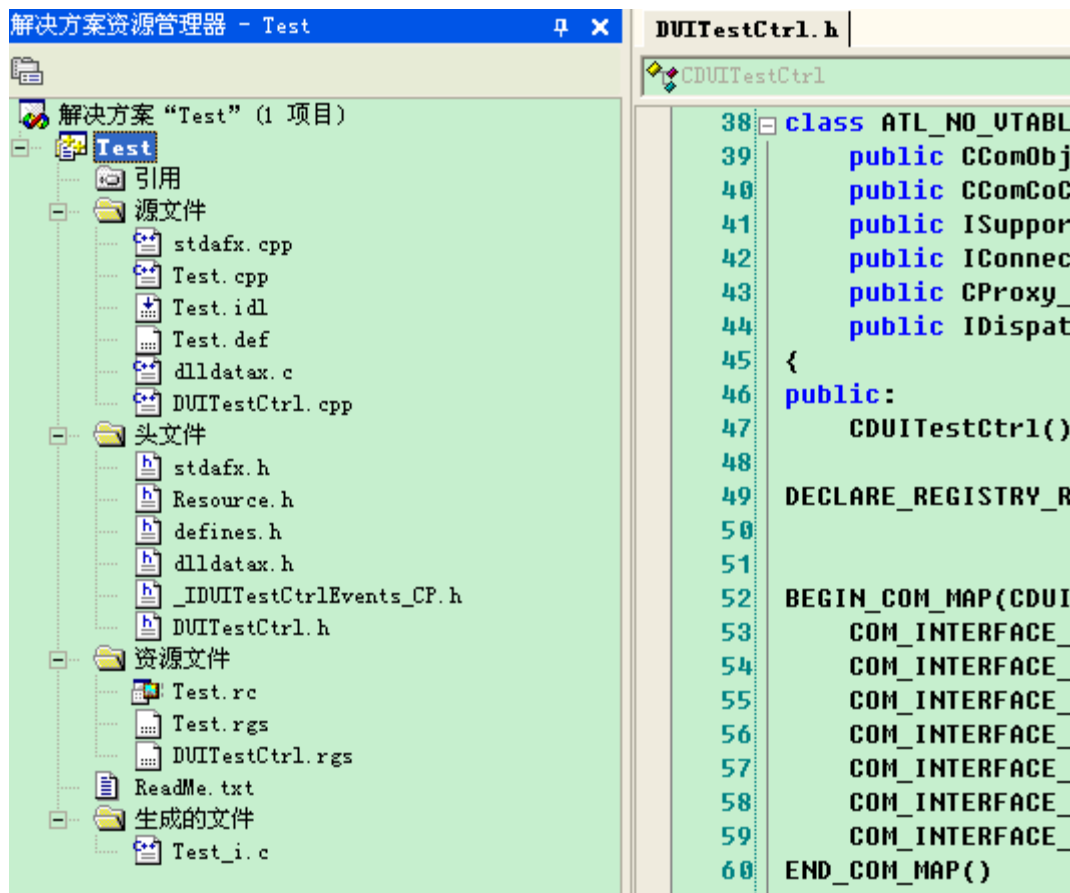 解决方案资源管理器 - Test
解决方案“Test”(1 项目)
Test
引用
源文件
stdafx.cpp
Test.cpp
Test.idl
Test.def
dlldatax.c
DUITestCtrl.cpp
头文件
stdafx.h
Resource.h
defines.h
dlldatax.h
_IDUITestCtrlEvents_CP.h
DUITestCtrl.h
资源文件
Test.rc
Test.rgs
DUITestCtrl.rgs
ReadMe.txt
生成的文件
Test_i.c
DUITestCtrl.h
CDUITestCtrl
38 class ATL_NO_VTABL
39 public CComObj
40 public CComCoC
41 public ISuppor
42 public IConnec
43 public CProxy_
44 public IDispat
45 {
46 public:
47 CDUITestCtrl()
48
49 DECLARE_REGISTRY_R
50
51
52 BEGIN_COM_MAP(CDUI
53 COM_INTERFACE_
54 COM_INTERFACE_
55 COM_INTERFACE_
56 COM_INTERFACE_
57 COM_INTERFACE_
58 COM_INTERFACE_
59 COM_INTERFACE_
60 END_COM_MAP()